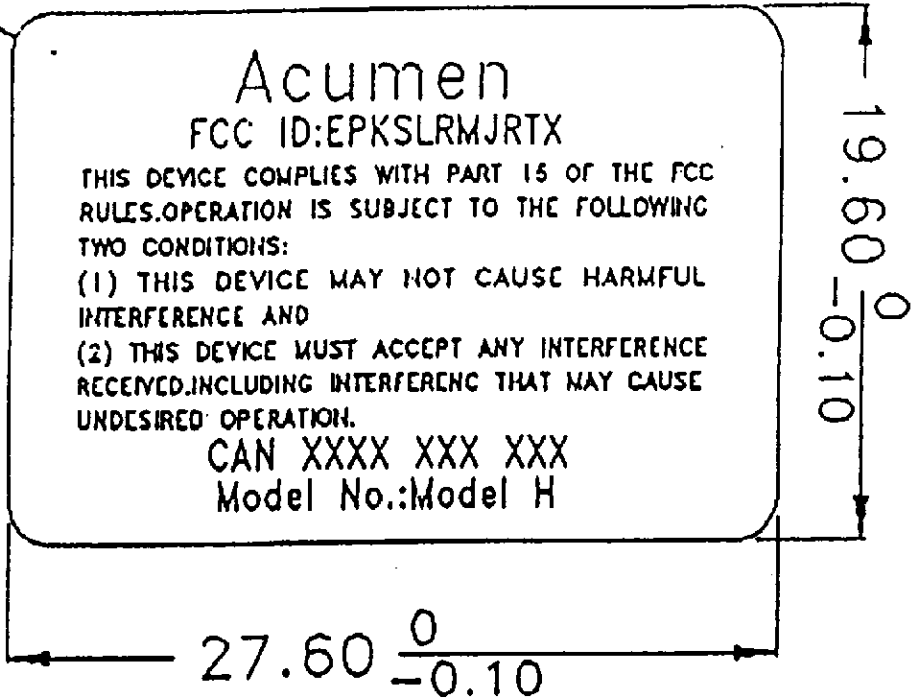 Acumen
FCC ID:EPKSLRMJRTX
THIS DEVICE COMPLIES WITH PART 15 OF THE FCC
RULES.OPERATION IS SUBJECT TO THE FOLLOWING
TWO CONDITIONS:
(1) THIS DEVICE MAY NOT CAUSE HARMFUL
INTERFERENCE AND
(2) THIS DEVICE MUST ACCEPT ANY INTERFERENCE
RECEIVED.INCLUDING INTERFERENC THAT MAY CAUSE
UNDESIRED OPERATION.
CAN XXXX XXX XXX
Model No.:Model H
19.60 0
-0.10
27.60 0
-0.10